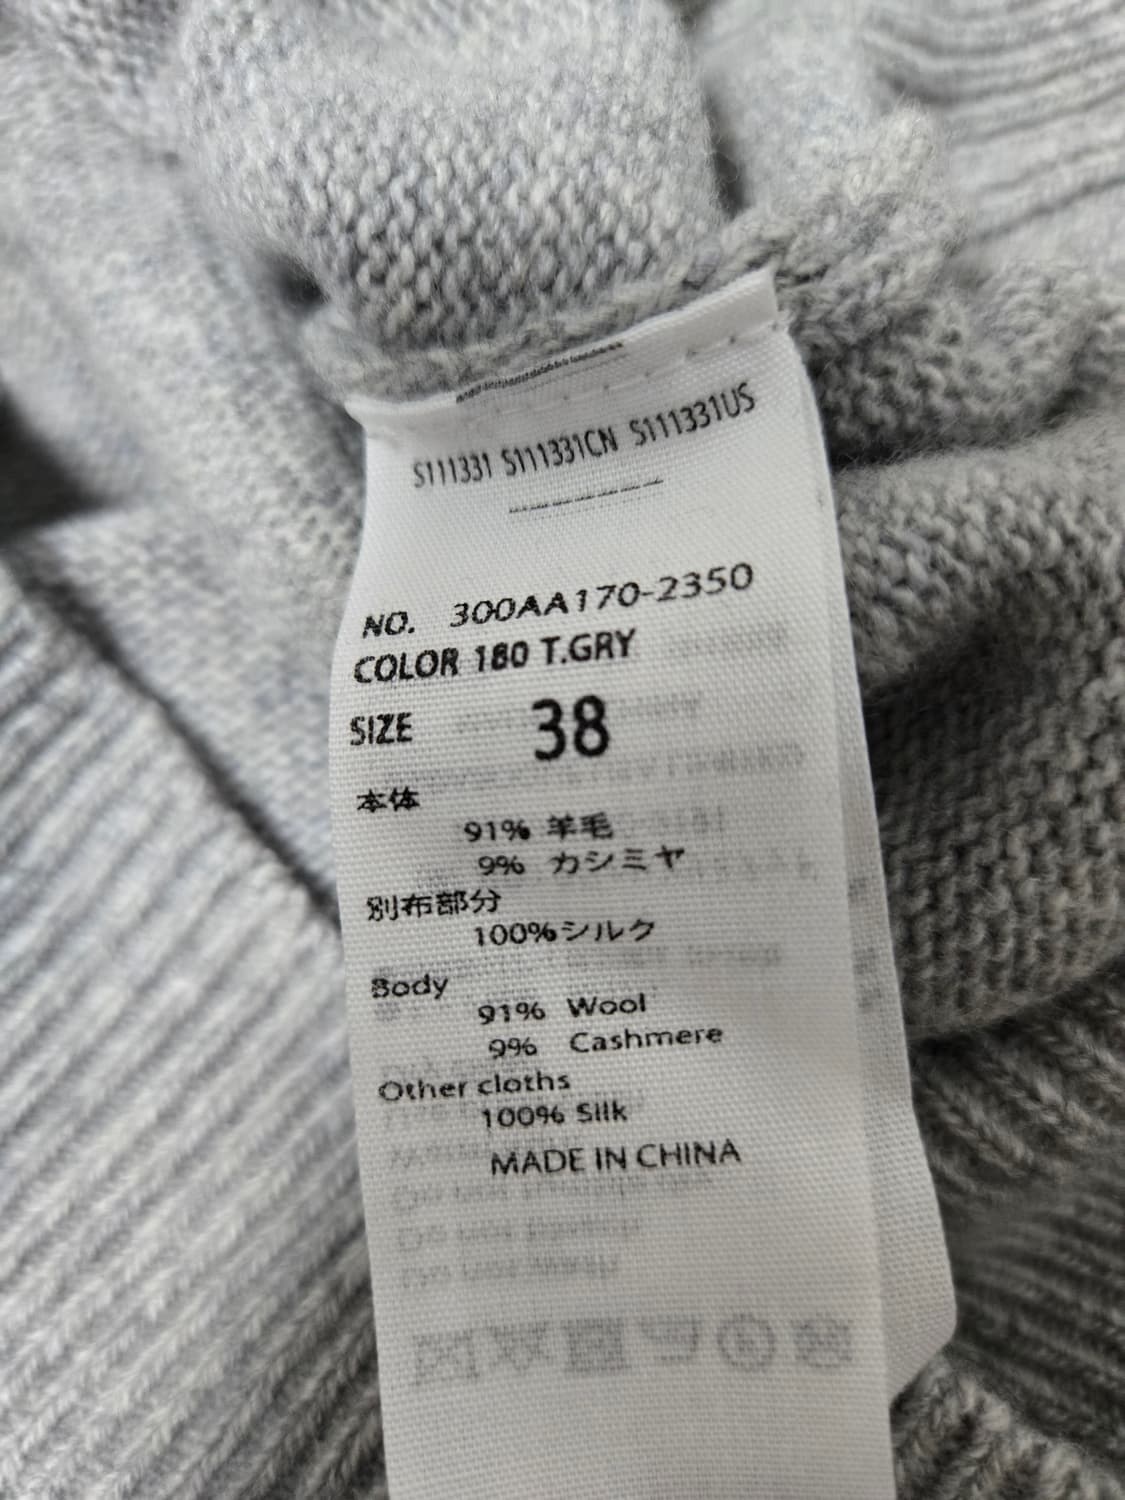 S111331 S111331CN S111331US
NO. 300AA170-2350
COLOR 180 T.GRY
SIZE 38
本体
91% 羊毛
9% カシミヤ
別布部分
100%シルク
Body
91% Wool
9% Cashmere
Other cloths
100% Silk
MADE IN CHINA